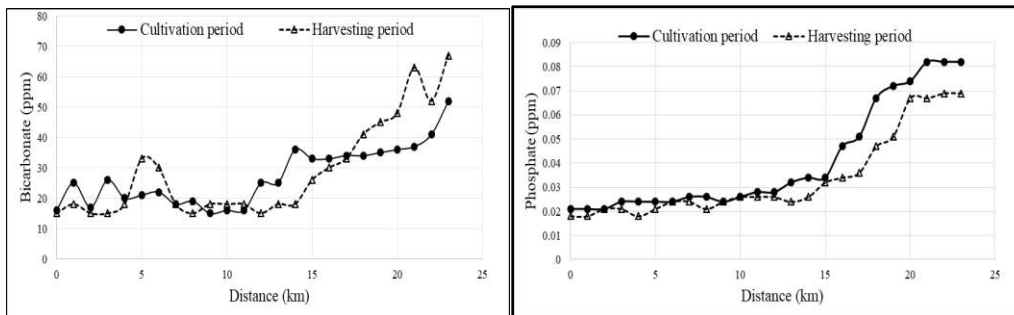 Cultivation period Harvesting period
80
70
60
50
40
30
20
10
0
Bicarbonate (ppm)
0 5 10 15 20 25
Distance (km)
Cultivation period Harvesting period
0.09
0.08
0.07
0.06
0.05
0.04
0.03
0.02
0.01
0
Phosphate (ppm)
0 5 10 15 20 25
Distance (km)